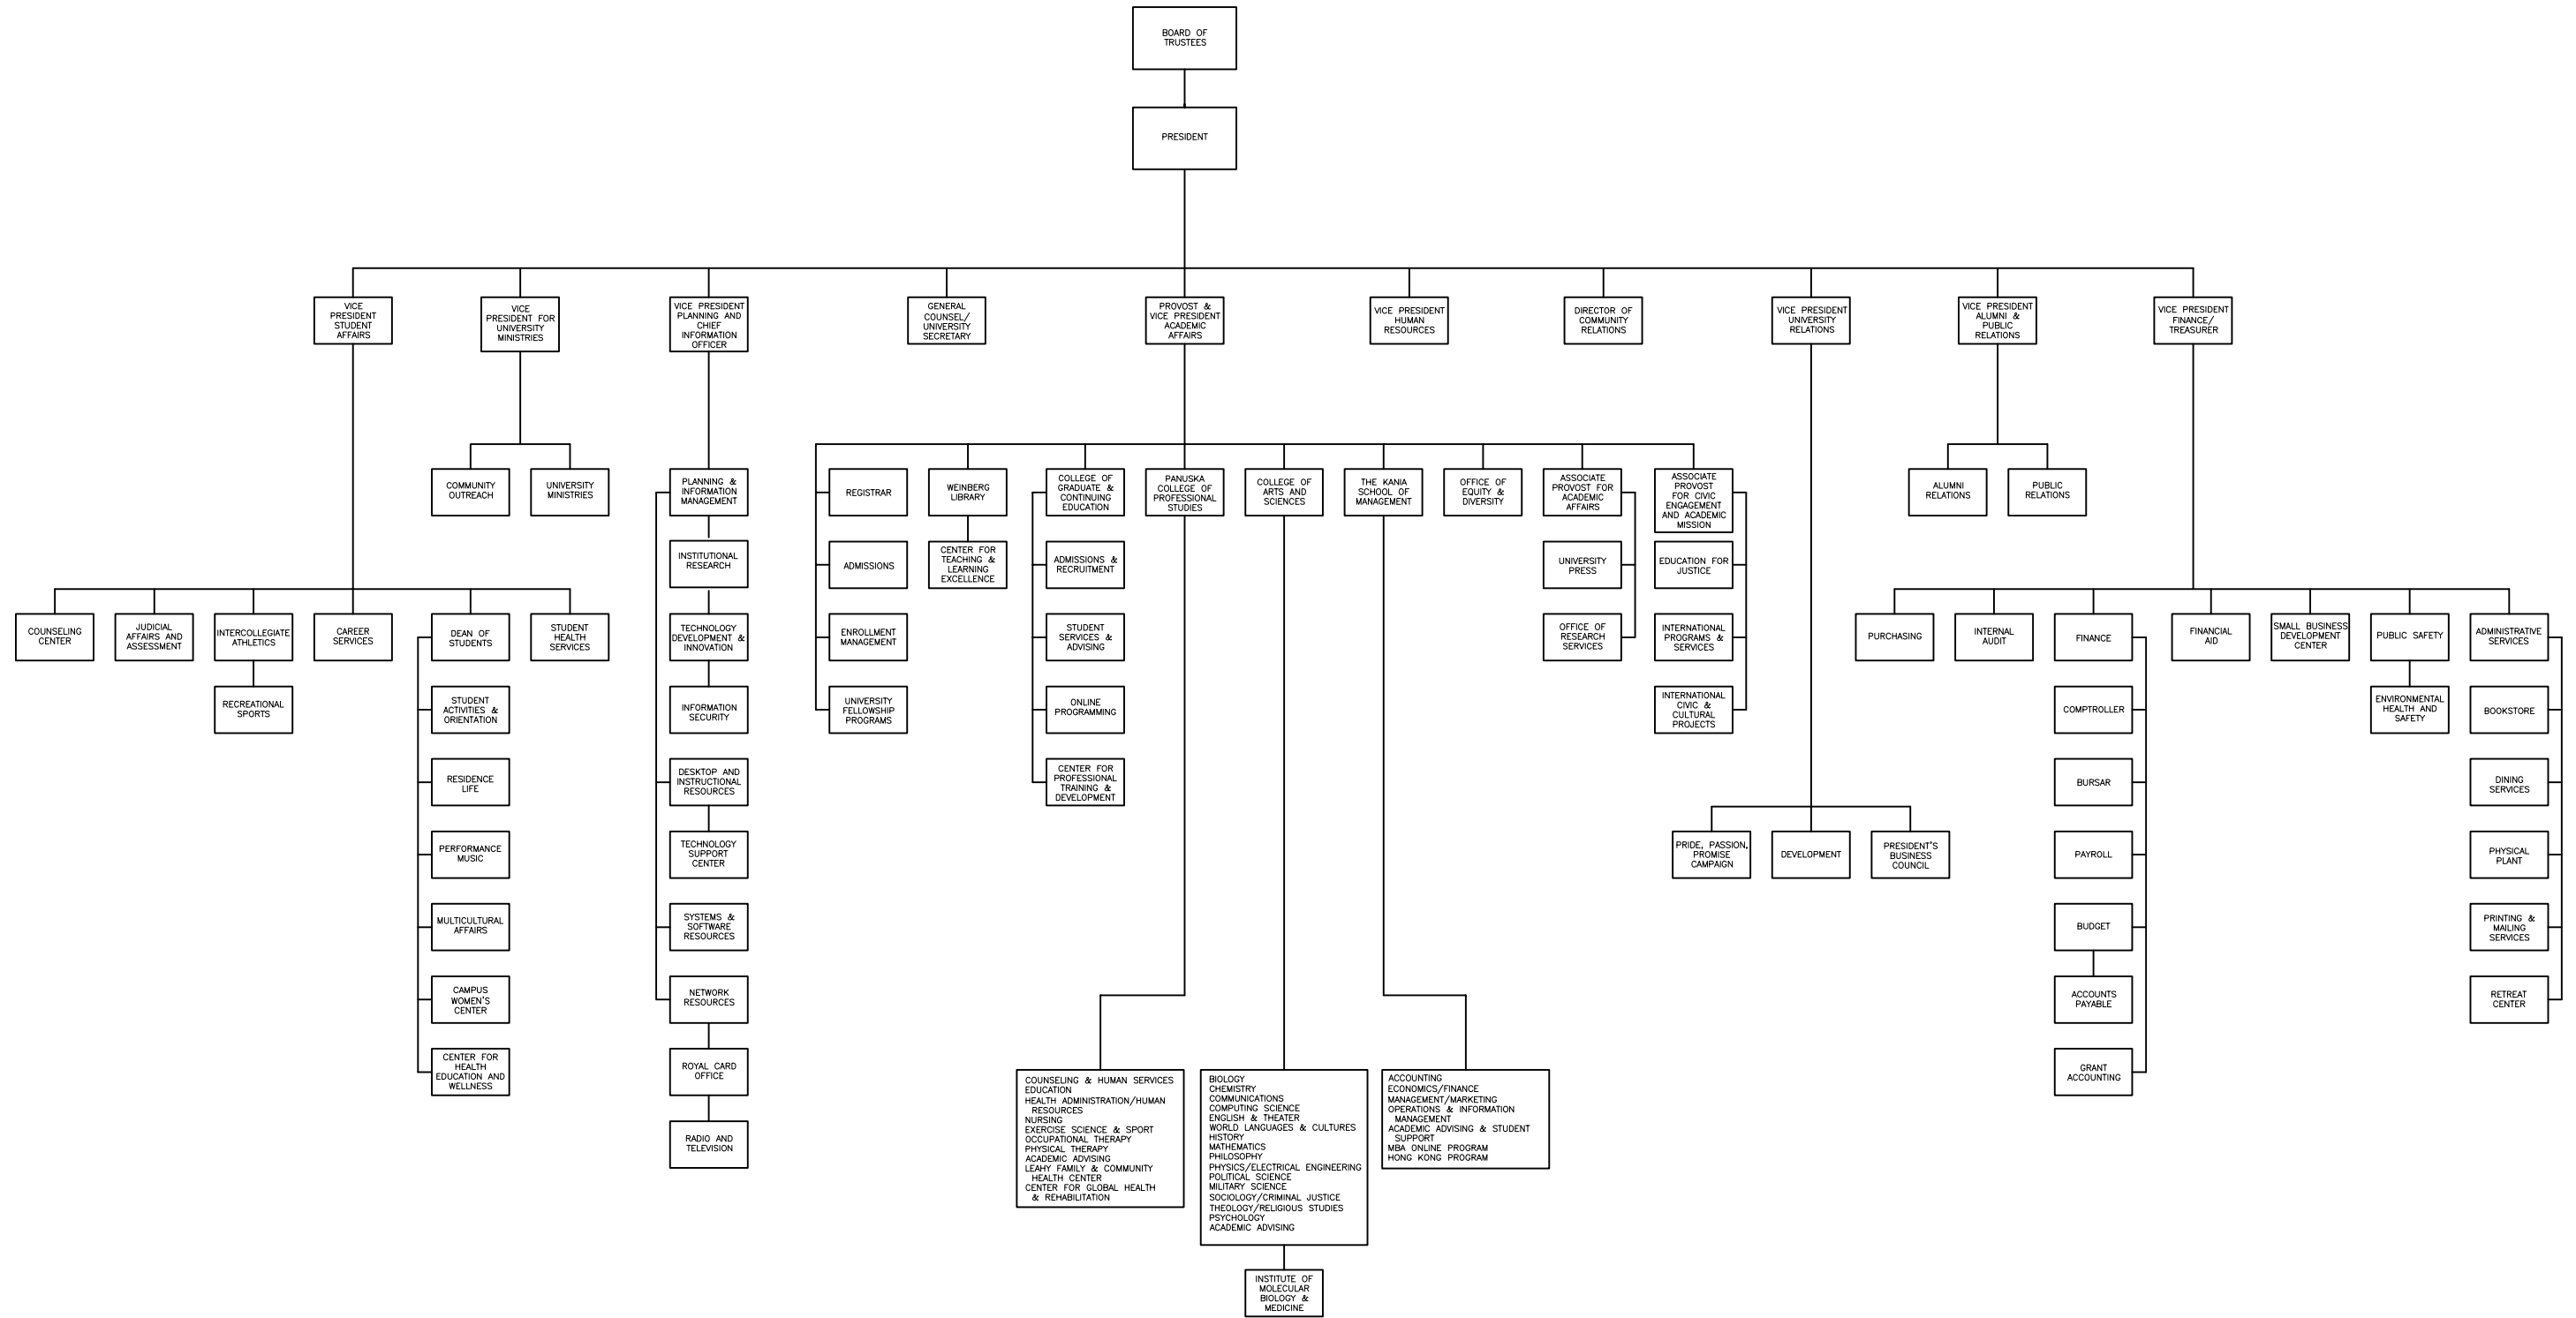 BOARD OF
TRUSTEES
PRESIDENT
VICE
PRESIDENT
STUDENT
AFFAIRS
VICE
PRESIDENT FOR
UNIVERSITY
MINISTRIES
VICE PRESIDENT
PLANNING AND
CHIEF
INFORMATION
OFFICER
GENERAL
COUNSEL/
UNIVERSITY
SECRETARY
PROVOST &
VICE PRESIDENT
ACADEMIC
AFFAIRS
VICE PRESIDENT
HUMAN
RESOURCES
DIRECTOR OF
COMMUNITY
RELATIONS
VICE PRESIDENT
UNIVERSITY
RELATIONS
VICE PRESIDENT
ALUMNI &
PUBLIC
RELATIONS
VICE PRESIDENT
FINANCE/
TREASURER
COMMUNITY
OUTREACH
UNIVERSITY
MINISTRIES
PLANNING &
INFORMATION
MANAGEMENT
REGISTRAR
WEINBERG
LIBRARY
COLLEGE OF
GRADUATE &
CONTINUING
EDUCATION
PANUSKA
COLLEGE OF
PROFESSIONAL
STUDIES
COLLEGE OF
ARTS AND
SCIENCES
THE KANIA
SCHOOL OF
MANAGEMENT
OFFICE OF
EQUITY &
DIVERSITY
ASSOCIATE
PROVOST FOR
ACADEMIC
AFFAIRS
ASSOCIATE
PROVOST
FOR CIVIC
ENGAGEMENT
AND ACADEMIC
MISSION
ALUMNI
RELATIONS
PUBLIC
RELATIONS
INSTITUTIONAL
RESEARCH
ADMISSIONS
CENTER FOR
TEACHING &
LEARNING
EXCELLENCE
ADMISSIONS &
RECRUITMENT
UNIVERSITY
PRESS
EDUCATION FOR
JUSTICE
COUNSELING
CENTER
JUDICIAL
AFFAIRS AND
ASSESSMENT
INTERCOLLEGIATE
ATHLETICS
CAREER
SERVICES
DEAN OF
STUDENTS
STUDENT
HEALTH
SERVICES
TECHNOLOGY
DEVELOPMENT &
INNOVATION
ENROLLMENT
MANAGEMENT
STUDENT
SERVICES &
ADVISING
OFFICE OF
RESEARCH
SERVICES
INTERNATIONAL
PROGRAMS &
SERVICES
PURCHASING
INTERNAL
AUDIT
FINANCE
FINANCIAL
AID
SMALL BUSINESS
DEVELOPMENT
CENTER
PUBLIC SAFETY
ADMINISTRATIVE
SERVICES
RECREATIONAL
SPORTS
STUDENT
ACTIVITIES &
ORIENTATION
INFORMATION
SECURITY
UNIVERSITY
FELLOWSHIP
PROGRAMS
ONLINE
PROGRAMMING
INTERNATIONAL
CIVIC &
CULTURAL
PROJECTS
COMPTROLLER
ENVIRONMENTAL
HEALTH AND
SAFETY
BOOKSTORE
RESIDENCE
LIFE
DESKTOP AND
INSTRUCTIONAL
RESOURCES
CENTER FOR
PROFESSIONAL
TRAINING &
DEVELOPMENT
BURSAR
DINING
SERVICES
PERFORMANCE
MUSIC
TECHNOLOGY
SUPPORT
CENTER
PRIDE, PASSION,
PROMISE
CAMPAIGN
DEVELOPMENT
PRESIDENT'S
BUSINESS
COUNCIL
PAYROLL
PHYSICAL
PLANT
MULTICULTURAL
AFFAIRS
SYSTEMS &
SOFTWARE
RESOURCES
BUDGET
PRINTING &
MAILING
SERVICES
CAMPUS
WOMEN'S
CENTER
NETWORK
RESOURCES
ACCOUNTS
PAYABLE
RETREAT
CENTER
CENTER FOR
HEALTH
EDUCATION AND
WELLNESS
ROYAL CARD
OFFICE
GRANT
ACCOUNTING
RADIO AND
TELEVISION
COUNSELING & HUMAN SERVICES
EDUCATION
HEALTH ADMINISTRATION/HUMAN
RESOURCES
NURSING
EXERCISE SCIENCE & SPORT
OCCUPATIONAL THERAPY
PHYSICAL THERAPY
ACADEMIC ADVISING
LEAHY FAMILY & COMMUNITY
HEALTH CENTER
CENTER FOR GLOBAL HEALTH
& REHABILITATION
BIOLOGY
CHEMISTRY
COMMUNICATIONS
COMPUTING SCIENCE
ENGLISH & THEATER
WORLD LANGUAGES & CULTURES
HISTORY
MATHEMATICS
PHILOSOPHY
PHYSICS/ELECTRICAL ENGINEERING
POLITICAL SCIENCE
MILITARY SCIENCE
SOCIOLOGY/CRIMINAL JUSTICE
THEOLOGY/RELIGIOUS STUDIES
PSYCHOLOGY
ACADEMIC ADVISING
ACCOUNTING
ECONOMICS/FINANCE
MANAGEMENT/MARKETING
OPERATIONS & INFORMATION
MANAGEMENT
ACADEMIC ADVISING & STUDENT
SUPPORT
MBA ONLINE PROGRAM
HONG KONG PROGRAM
INSTITUTE OF
MOLECULAR
BIOLOGY &
MEDICINE